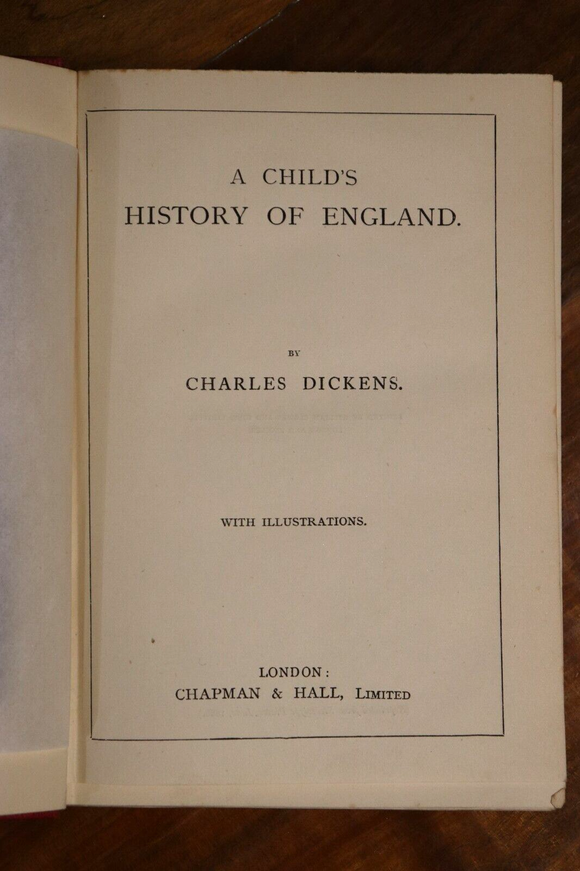 A CHILD'S
HISTORY OF ENGLAND.
BY
CHARLES DICKENS.
WITH ILLUSTRATIONS.
LONDON:
CHAPMAN & HALL, LIMITED